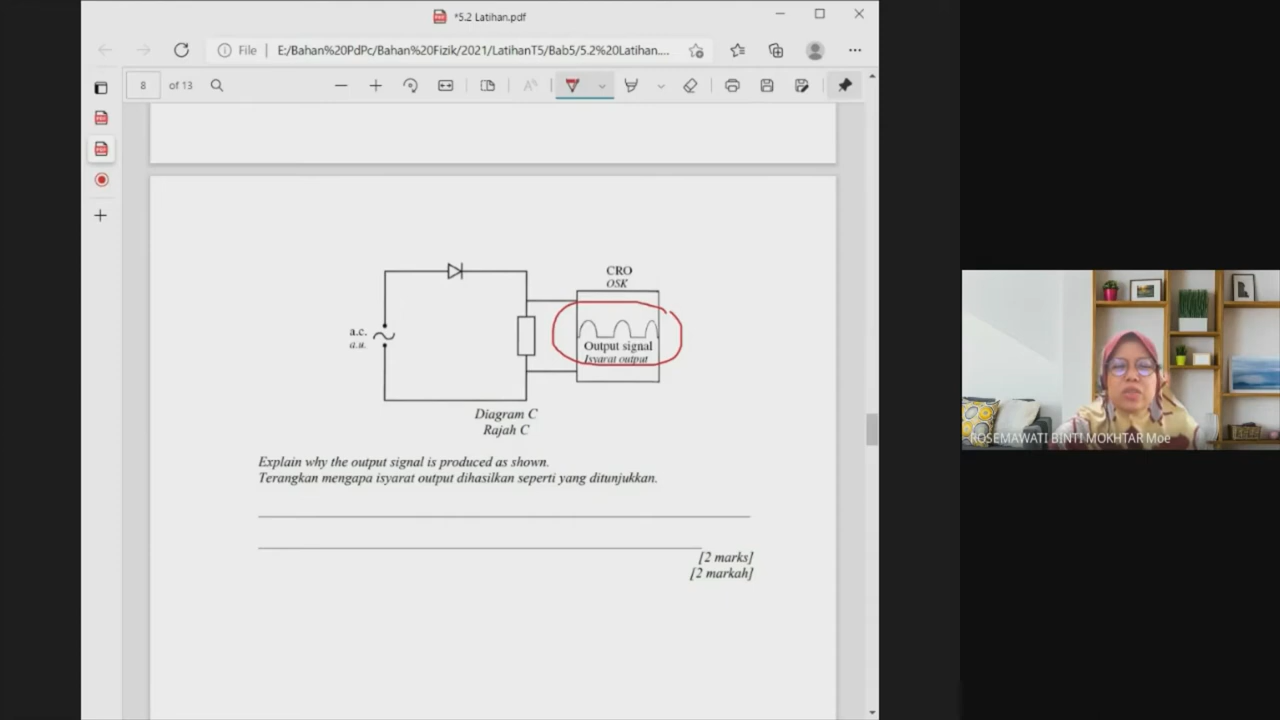 *5.2 Latihan.pdf
File | E:/Bahan%20PdPc/Bahan%20Fizik/2021/LatihanT5/Bab5/5.2%20Latihan....
8 of 13
CRO
OSK
a.c.
a.u.
Output signal
Isyarat output
Diagram C
Rajah C
Explain why the output signal is produced as shown.
Terangkan mengapa isyarat output dihasilkan seperti yang ditunjukkan.
[2 marks]
[2 markah]
ROSEMAWATI BINTI MOKHTAR Moe